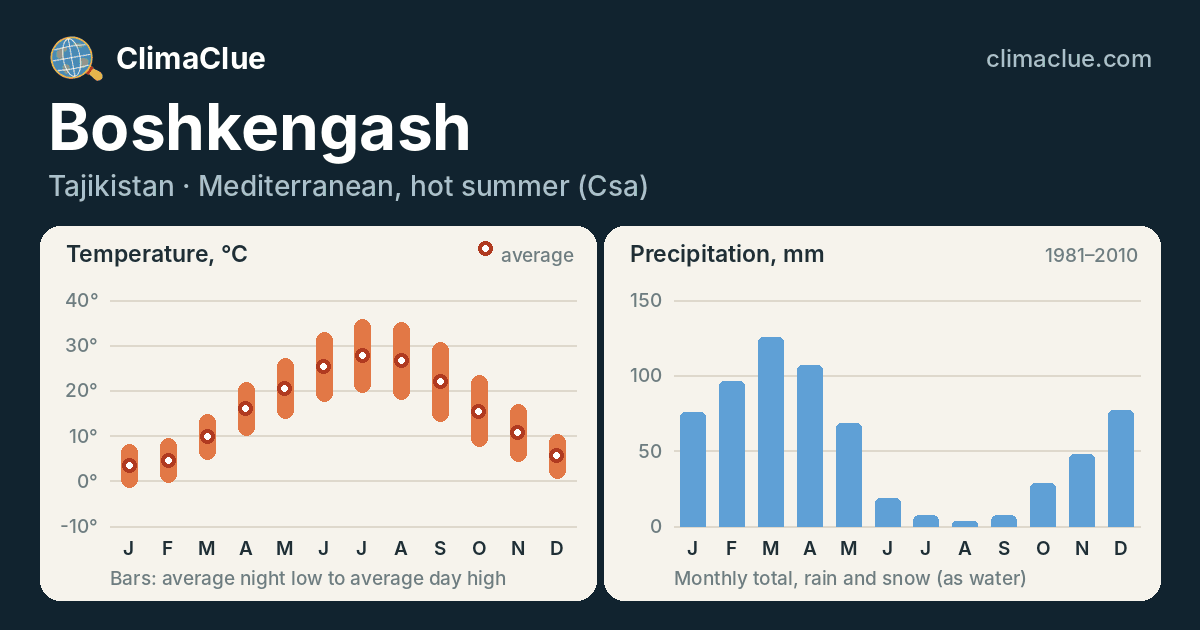 ClimaClue
climaclue.com
Boshkengash
Tajikistan · Mediterranean, hot summer (Csa)
Temperature, °C
average
40°
30°
20°
10°
0°
-10°
J F M A M J J A S O N D
Bars: average night low to average day high
Precipitation, mm
1981–2010
150
100
50
0
J F M A M J J A S O N D
Monthly total, rain and snow (as water)